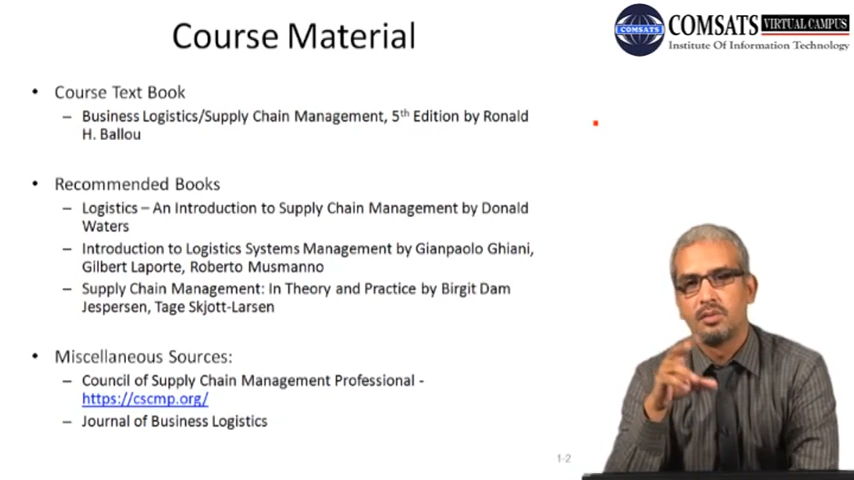 Course Material
COMSATS VIRTUAL CAMPUS
Institute Of Information Technology
COMSATS
• Course Text Book
– Business Logistics/Supply Chain Management, 5th Edition by Ronald
H. Ballou
• Recommended Books
– Logistics – An Introduction to Supply Chain Management by Donald
Waters
– Introduction to Logistics Systems Management by Gianpaolo Ghiani,
Gilbert Laporte, Roberto Musmanno
– Supply Chain Management: In Theory and Practice by Birgit Dam
Jespersen, Tage Skjott-Larsen
• Miscellaneous Sources:
– Council of Supply Chain Management Professional -
https://cscmp.org/
– Journal of Business Logistics
1-2